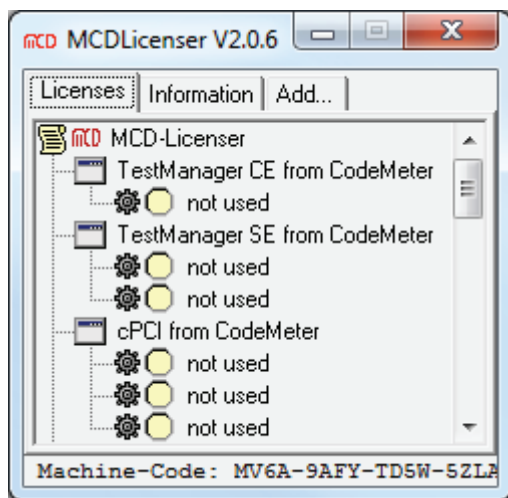 mcd MCDLicenser V2.0.6
Licenses Information Add...
mcd MCD-Licenser
TestManager CE from CodeMeter
not used
TestManager SE from CodeMeter
not used
not used
cPCI from CodeMeter
not used
not used
not used
Machine-Code: MV6A-9AFY-TD5W-5ZLA